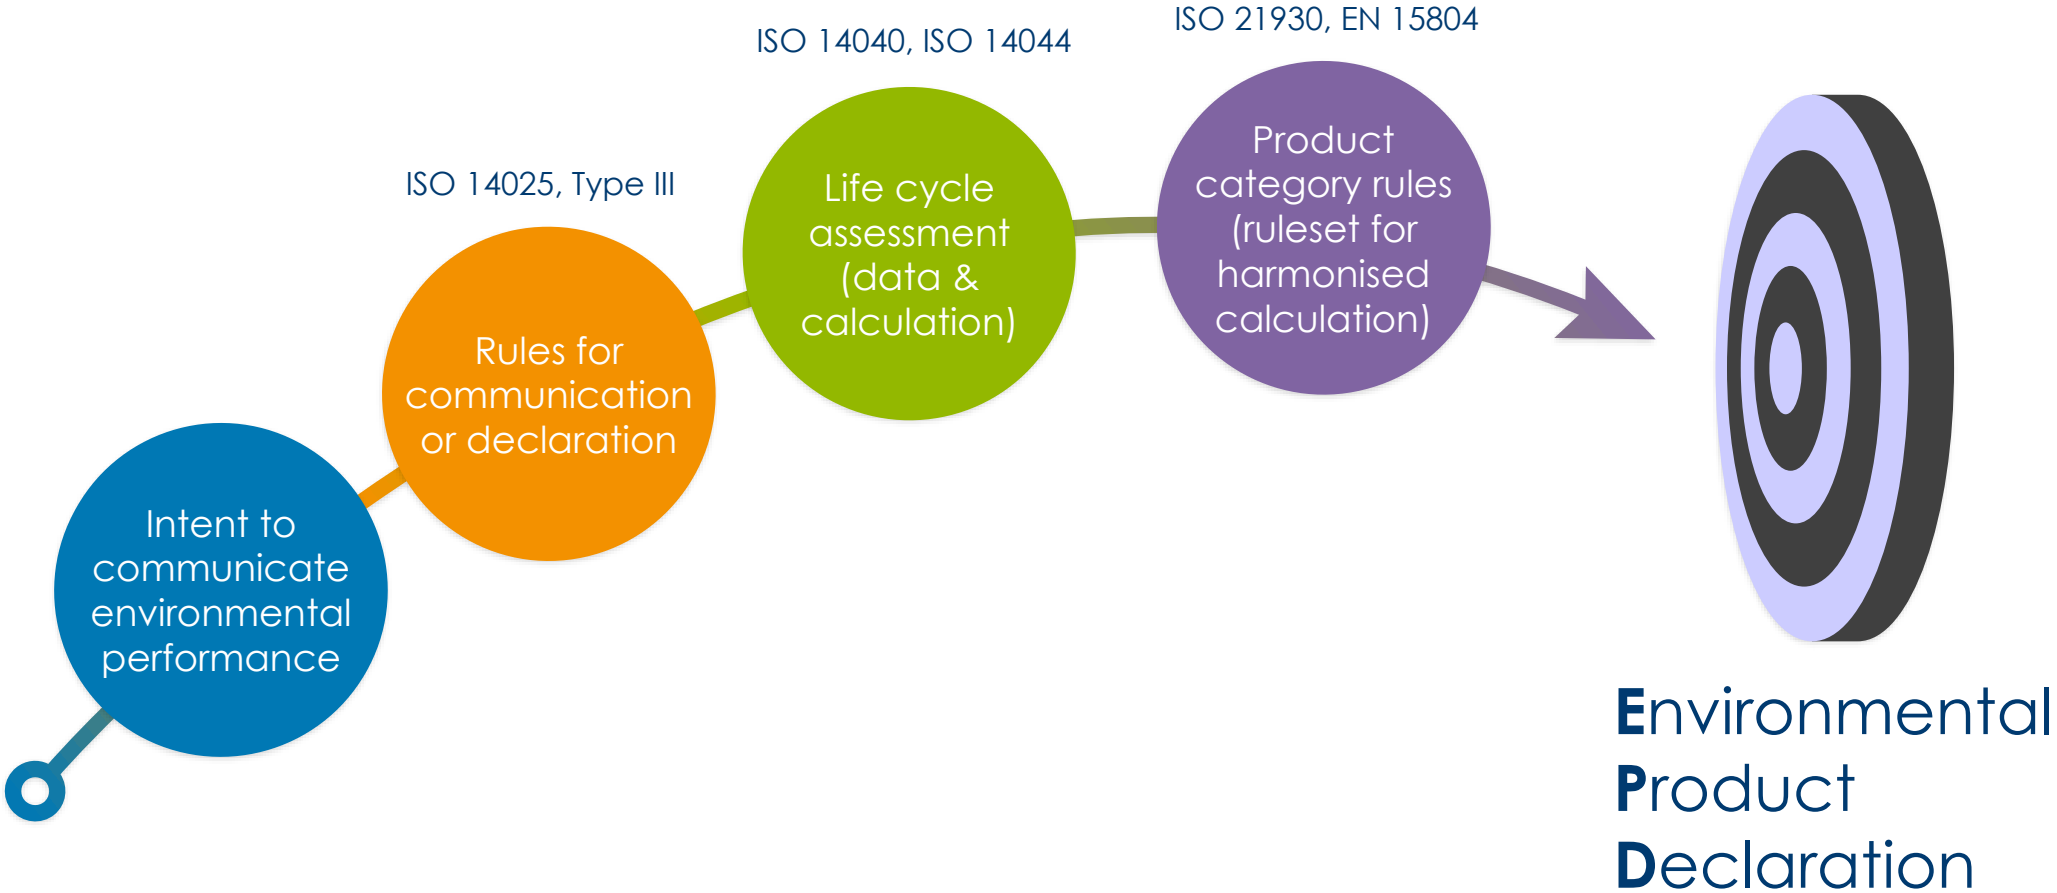 ISO 21930, EN 15804
ISO 14040, ISO 14044
ISO 14025, Type III
Intent to
communicate
environmental
performance
Rules for
communication
or declaration
Life cycle
assessment
(data &
calculation)
Product
category rules
(ruleset for
harmonised
calculation)
Environmental
Product
Declaration